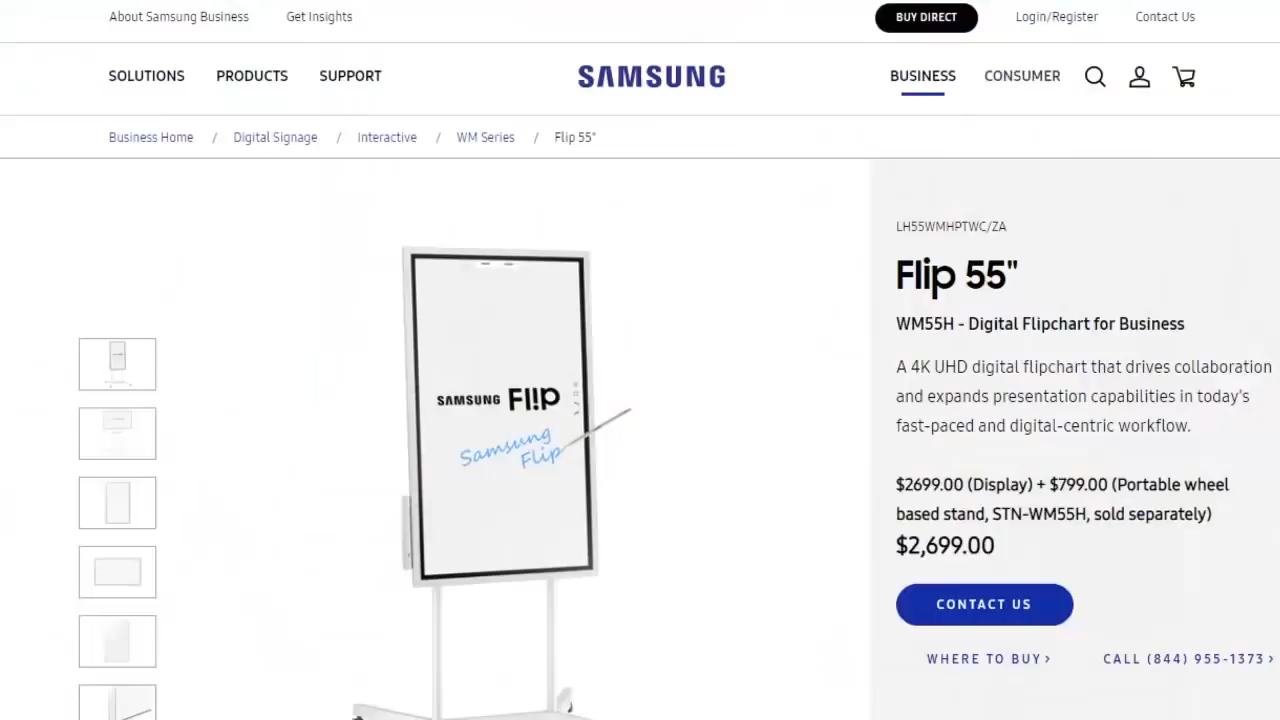 About Samsung Business
Get Insights
BUY DIRECT
Login/Register
Contact Us
SOLUTIONS
PRODUCTS
SUPPORT
SAMSUNG
BUSINESS
CONSUMER
Business Home / Digital Signage / Interactive / WM Series / Flip 55"
SAMSUNG Flip
Samsung
Flip
LH55WMHPTWC/ZA
Flip 55"
WM55H - Digital Flipchart for Business
A 4K UHD digital flipchart that drives collaboration
and expands presentation capabilities in today's
fast-paced and digital-centric workflow.
$2699.00 (Display) + $799.00 (Portable wheel
based stand, STN-WM55H, sold separately)
$2,699.00
CONTACT US
WHERE TO BUY ›
CALL (844) 955-1373 ›